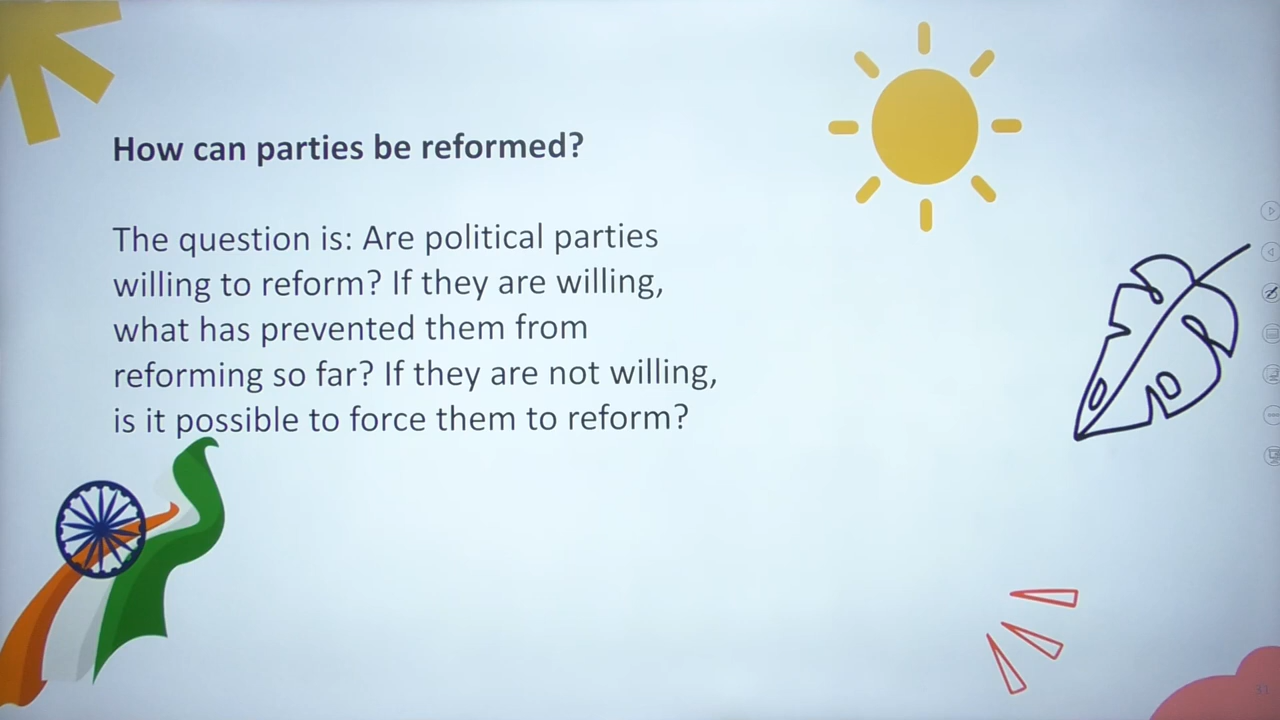 How can parties be reformed?
The question is: Are political parties
willing to reform? If they are willing,
what has prevented them from
reforming so far? If they are not willing,
is it possible to force them to reform?
31